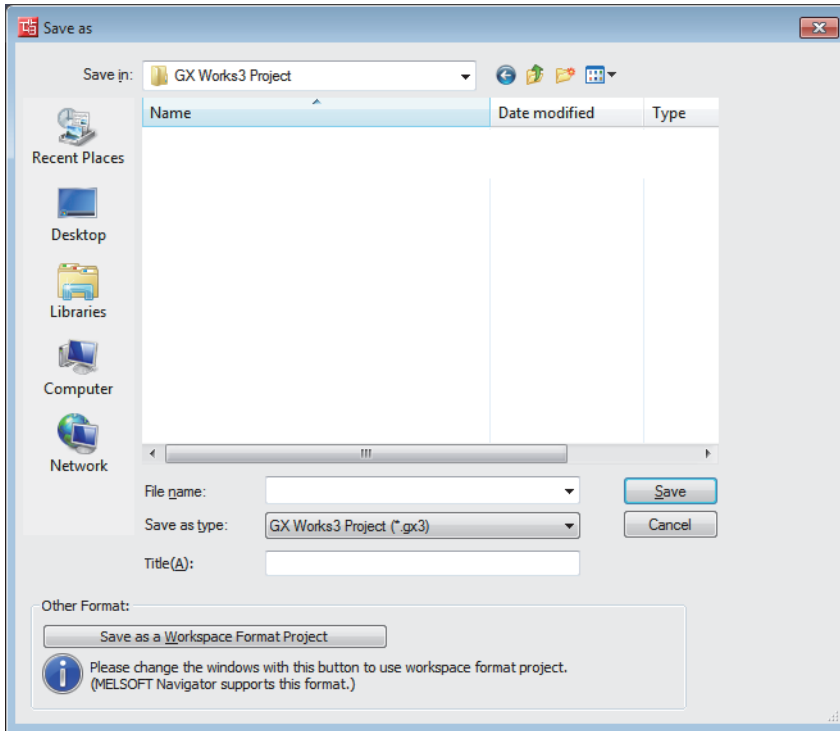 Save as
Save in: GX Works3 Project
Name Date modified Type
Recent Places
Desktop
Libraries
Computer
Network
File name: Save
Save as type: GX Works3 Project (*.gx3) Cancel
Title(A):
Other Format:
Save as a Workspace Format Project
Please change the windows with this button to use workspace format project.
(MELSOFT Navigator supports this format.)